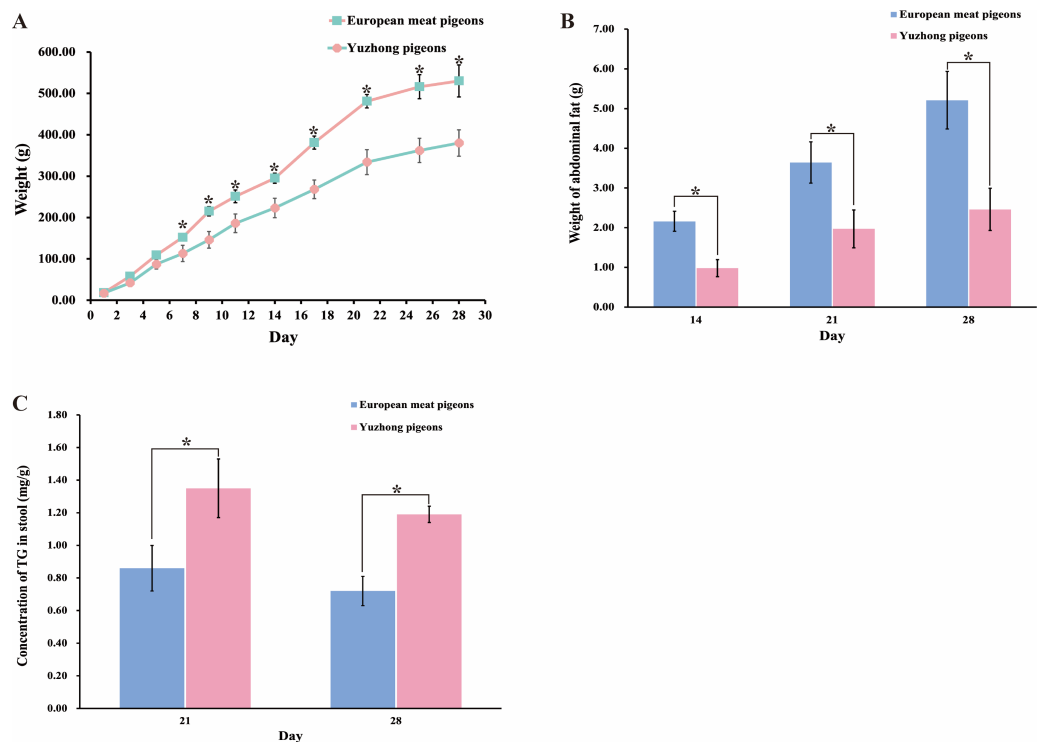 A
European meat pigeons
Yuzhong pigeons
600.00
500.00
400.00
300.00
200.00
100.00
0.00
Weight (g)
* * * * * * * * *
0 2 4 6 8 10 12 14 16 18 20 22 24 26 28 30
Day
B
European meat pigeons
Yuzhong pigeons
7.00
6.00
5.00
4.00
3.00
2.00
1.00
0.00
Weight of abdominal fat (g)
* * *
14 21 28
Day
C
European meat pigeons
Yuzhong pigeons
1.80
1.60
1.40
1.20
1.00
0.80
0.60
0.40
0.20
0.00
Concentration of TG in stool (mg/g)
* *
21 28
Day